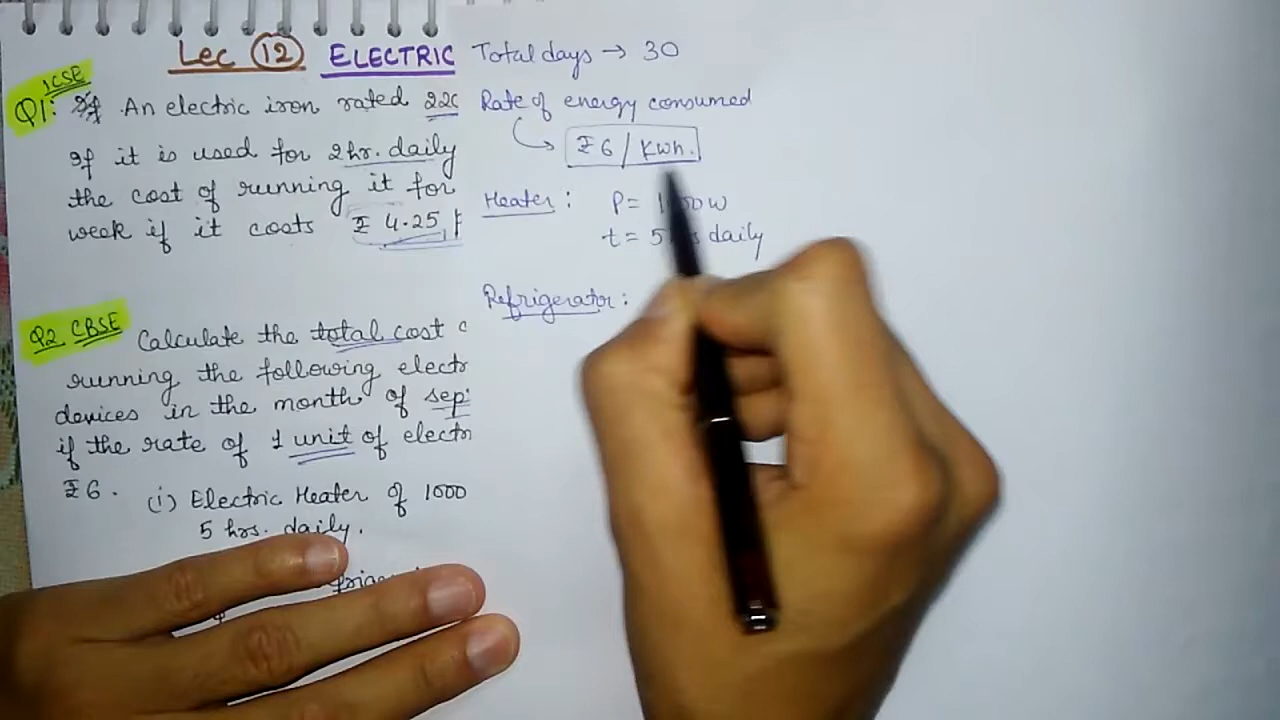 Lec 12 ELECTRIC
ICSE
Q1: An electric iron rated 220
If it is used for 2hr. daily
the cost of running it for
week if it costs ₹ 4.25
Q2 CBSE Calculate the total cost
running the following electr
devices in the month of sep
if the rate of 1 unit of electr
₹6. (i) Electric Heater of 1000
5 hrs. daily.
Total days → 30
Rate of energy consumed
₹6 / kwh.
Heater: P= W
t= 5 daily
Refrigerator: